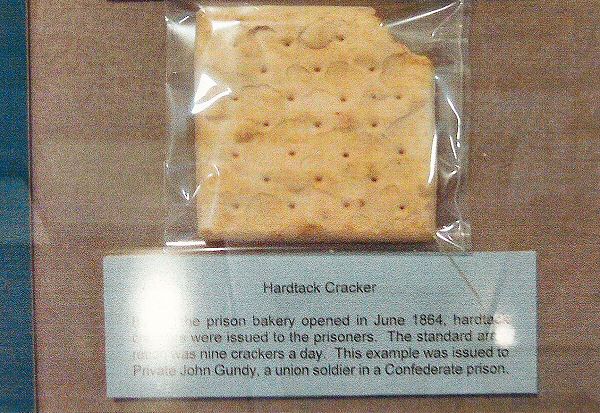 Hardtack Cracker
the prison bakery opened in June 1864, hardtack
were issued to the prisoners. The standard
was nine crackers a day. This example was issued to
Private John Gundy, a union soldier in a Confederate prison.